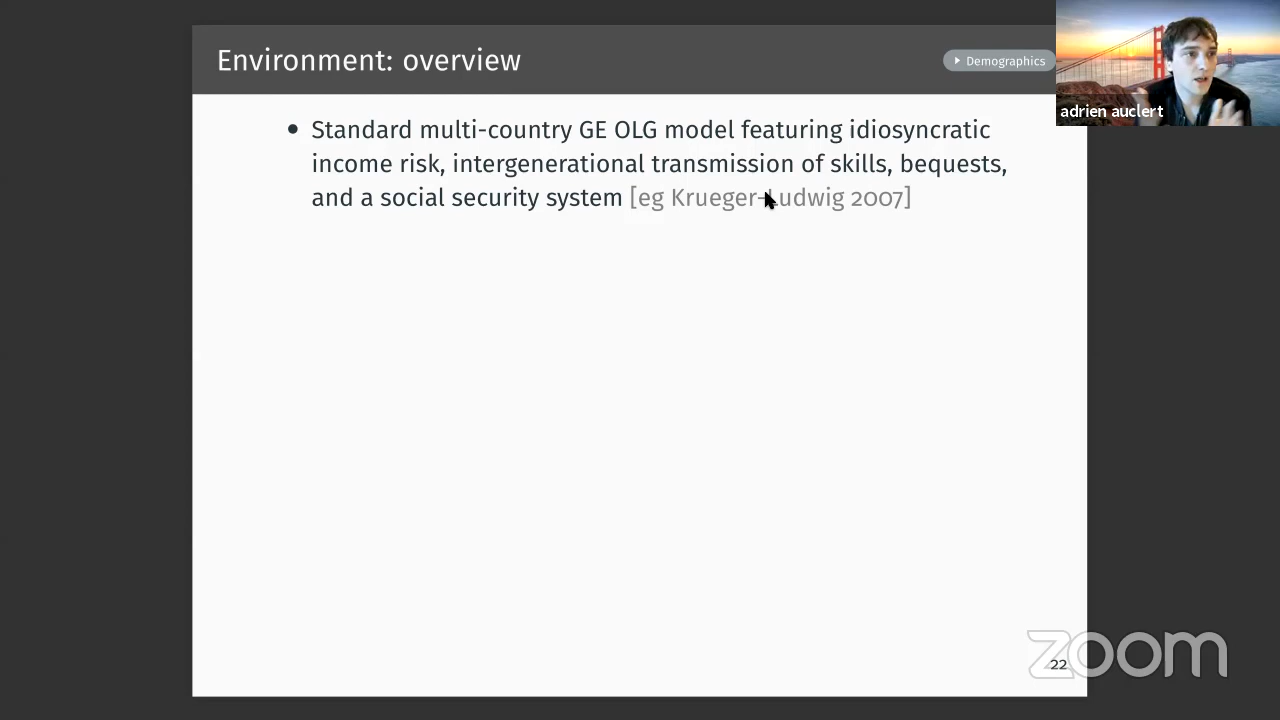 Environment: overview
Demographics
adrien auclert
• Standard multi-country GE OLG model featuring idiosyncratic
income risk, intergenerational transmission of skills, bequests,
and a social security system [eg Krueger-Ludwig 2007]
22
zoom